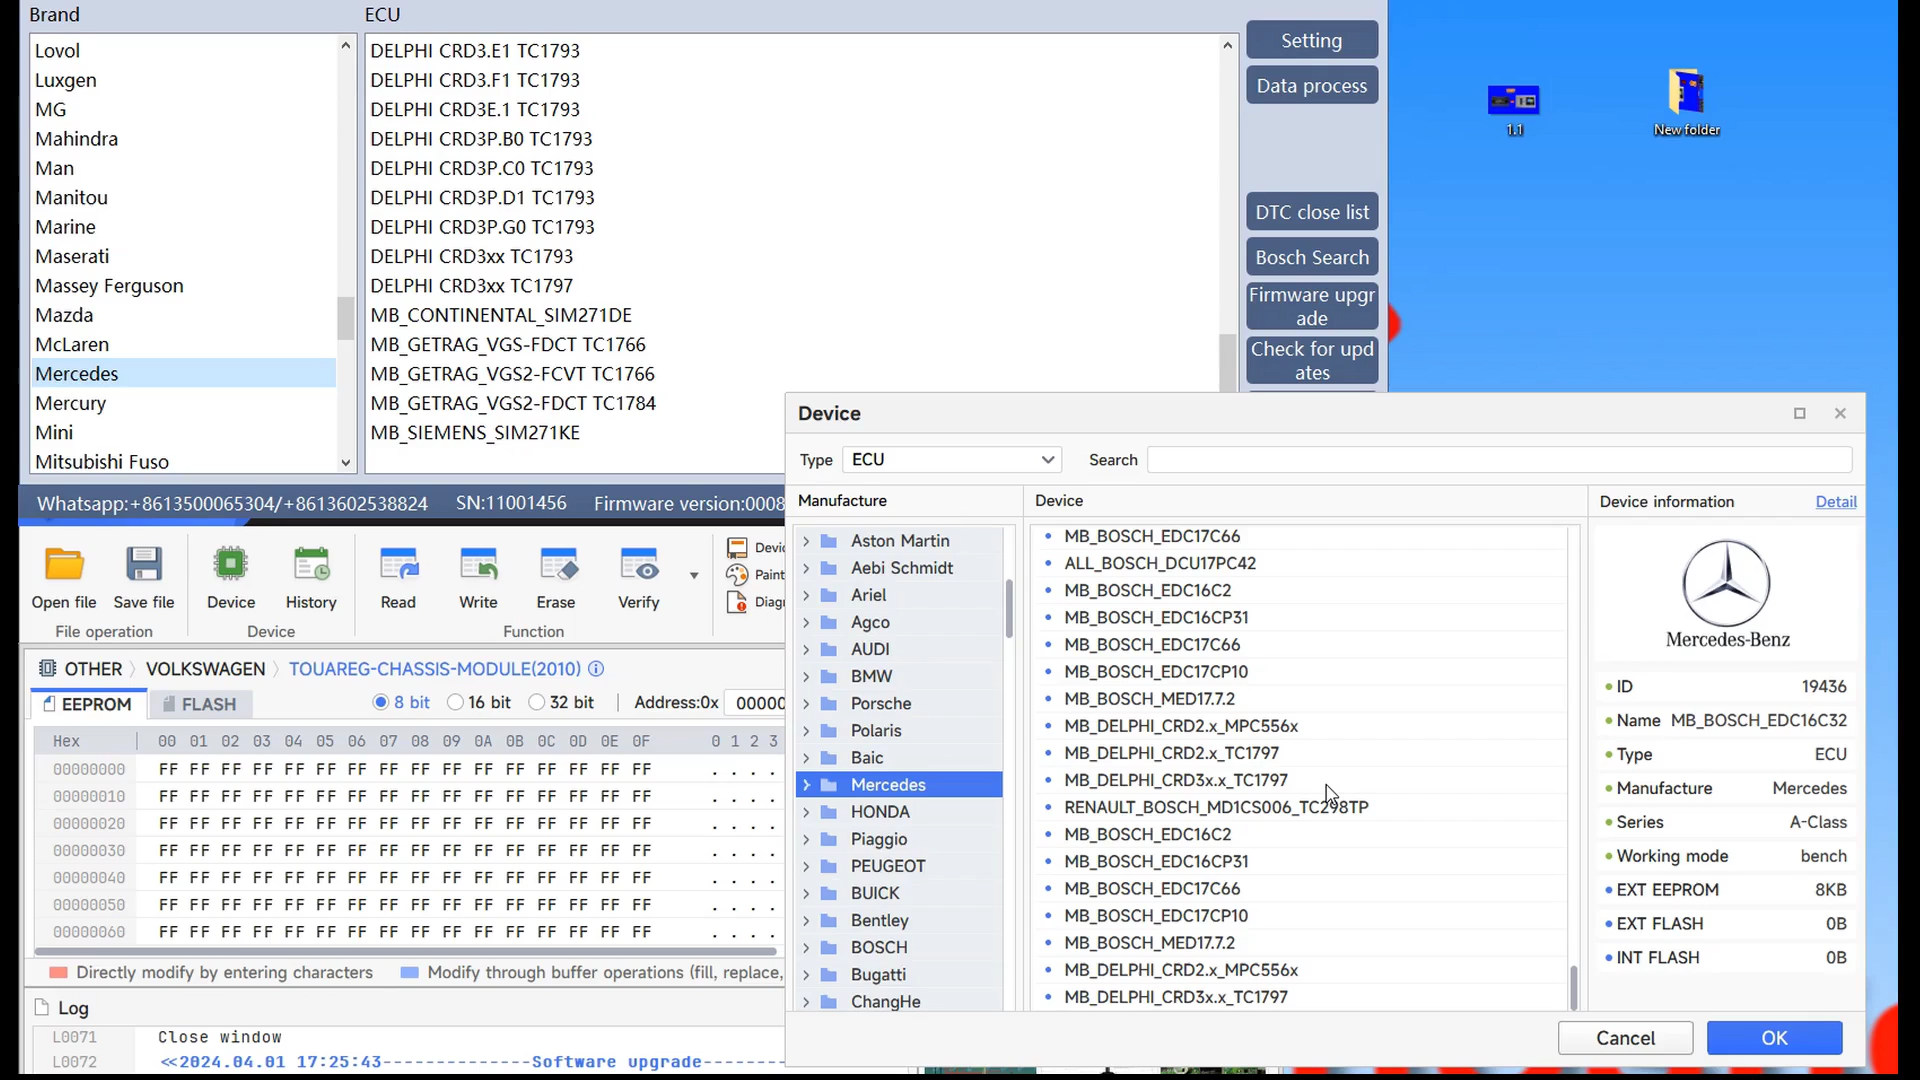 Brand
ECU
Lovol
Luxgen
MG
Mahindra
Man
Manitou
Marine
Maserati
Massey Ferguson
Mazda
McLaren
Mercedes
Mercury
Mini
Mitsubishi Fuso
DELPHI CRD3.E1 TC1793
DELPHI CRD3.F1 TC1793
DELPHI CRD3E.1 TC1793
DELPHI CRD3P.B0 TC1793
DELPHI CRD3P.C0 TC1793
DELPHI CRD3P.D1 TC1793
DELPHI CRD3P.G0 TC1793
DELPHI CRD3xx TC1793
DELPHI CRD3xx TC1797
MB_CONTINENTAL_SIM271DE
MB_GETRAG_VGS-FDCT TC1766
MB_GETRAG_VGS2-FCVT TC1766
MB_GETRAG_VGS2-FDCT TC1784
MB_SIEMENS_SIM271KE
Setting
Data process
DTC close list
Bosch Search
Firmware upgr
ade
Check for upd
ates
1.1
New folder
Whatsapp:+8613500065304/+8613602538824 SN:11001456 Firmware version:0008
Open file
Save file
Device
History
Read
Write
Erase
Verify
Devi
Paint
Diag
File operation
Device
Function
OTHER VOLKSWAGEN TOUAREG-CHASSIS-MODULE(2010)
EEPROM FLASH 8 bit 16 bit 32 bit Address:0x 00000
Hex 00 01 02 03 04 05 06 07 08 09 0A 0B 0C 0D 0E 0F 0 1 2 3
00000000 FF FF FF FF FF FF FF FF FF FF FF FF FF FF FF FF . . . .
00000010 FF FF FF FF FF FF FF FF FF FF FF FF FF FF FF FF . . . .
00000020 FF FF FF FF FF FF FF FF FF FF FF FF FF FF FF FF . . . .
00000030 FF FF FF FF FF FF FF FF FF FF FF FF FF FF FF FF . . . .
00000040 FF FF FF FF FF FF FF FF FF FF FF FF FF FF FF FF . . . .
00000050 FF FF FF FF FF FF FF FF FF FF FF FF FF FF FF FF . . . .
00000060 FF FF FF FF FF FF FF FF FF FF FF FF FF FF FF FF . . . .
Directly modify by entering characters Modify through buffer operations (fill, replace,
Log
L0071 Close window
L0072 <<2024.04.01 17:25:43--------------Software upgrade-------
Device
Type ECU Search
Manufacture
Aston Martin
Aebi Schmidt
Ariel
Agco
AUDI
BMW
Porsche
Polaris
Baic
Mercedes
HONDA
Piaggio
PEUGEOT
BUICK
Bentley
BOSCH
Bugatti
ChangHe
Device
MB_BOSCH_EDC17C66
ALL_BOSCH_DCU17PC42
MB_BOSCH_EDC16C2
MB_BOSCH_EDC16CP31
MB_BOSCH_EDC17C66
MB_BOSCH_EDC17CP10
MB_BOSCH_MED17.7.2
MB_DELPHI_CRD2.x_MPC556x
MB_DELPHI_CRD2.x_TC1797
MB_DELPHI_CRD3x.x_TC1797
RENAULT_BOSCH_MD1CS006_TC298TP
MB_BOSCH_EDC16C2
MB_BOSCH_EDC16CP31
MB_BOSCH_EDC17C66
MB_BOSCH_EDC17CP10
MB_BOSCH_MED17.7.2
MB_DELPHI_CRD2.x_MPC556x
MB_DELPHI_CRD3x.x_TC1797
Device information Detail
Mercedes-Benz
ID 19436
Name MB_BOSCH_EDC16C32
Type ECU
Manufacture Mercedes
Series A-Class
Working mode bench
EXT EEPROM 8KB
EXT FLASH 0B
INT FLASH 0B
Cancel
OK